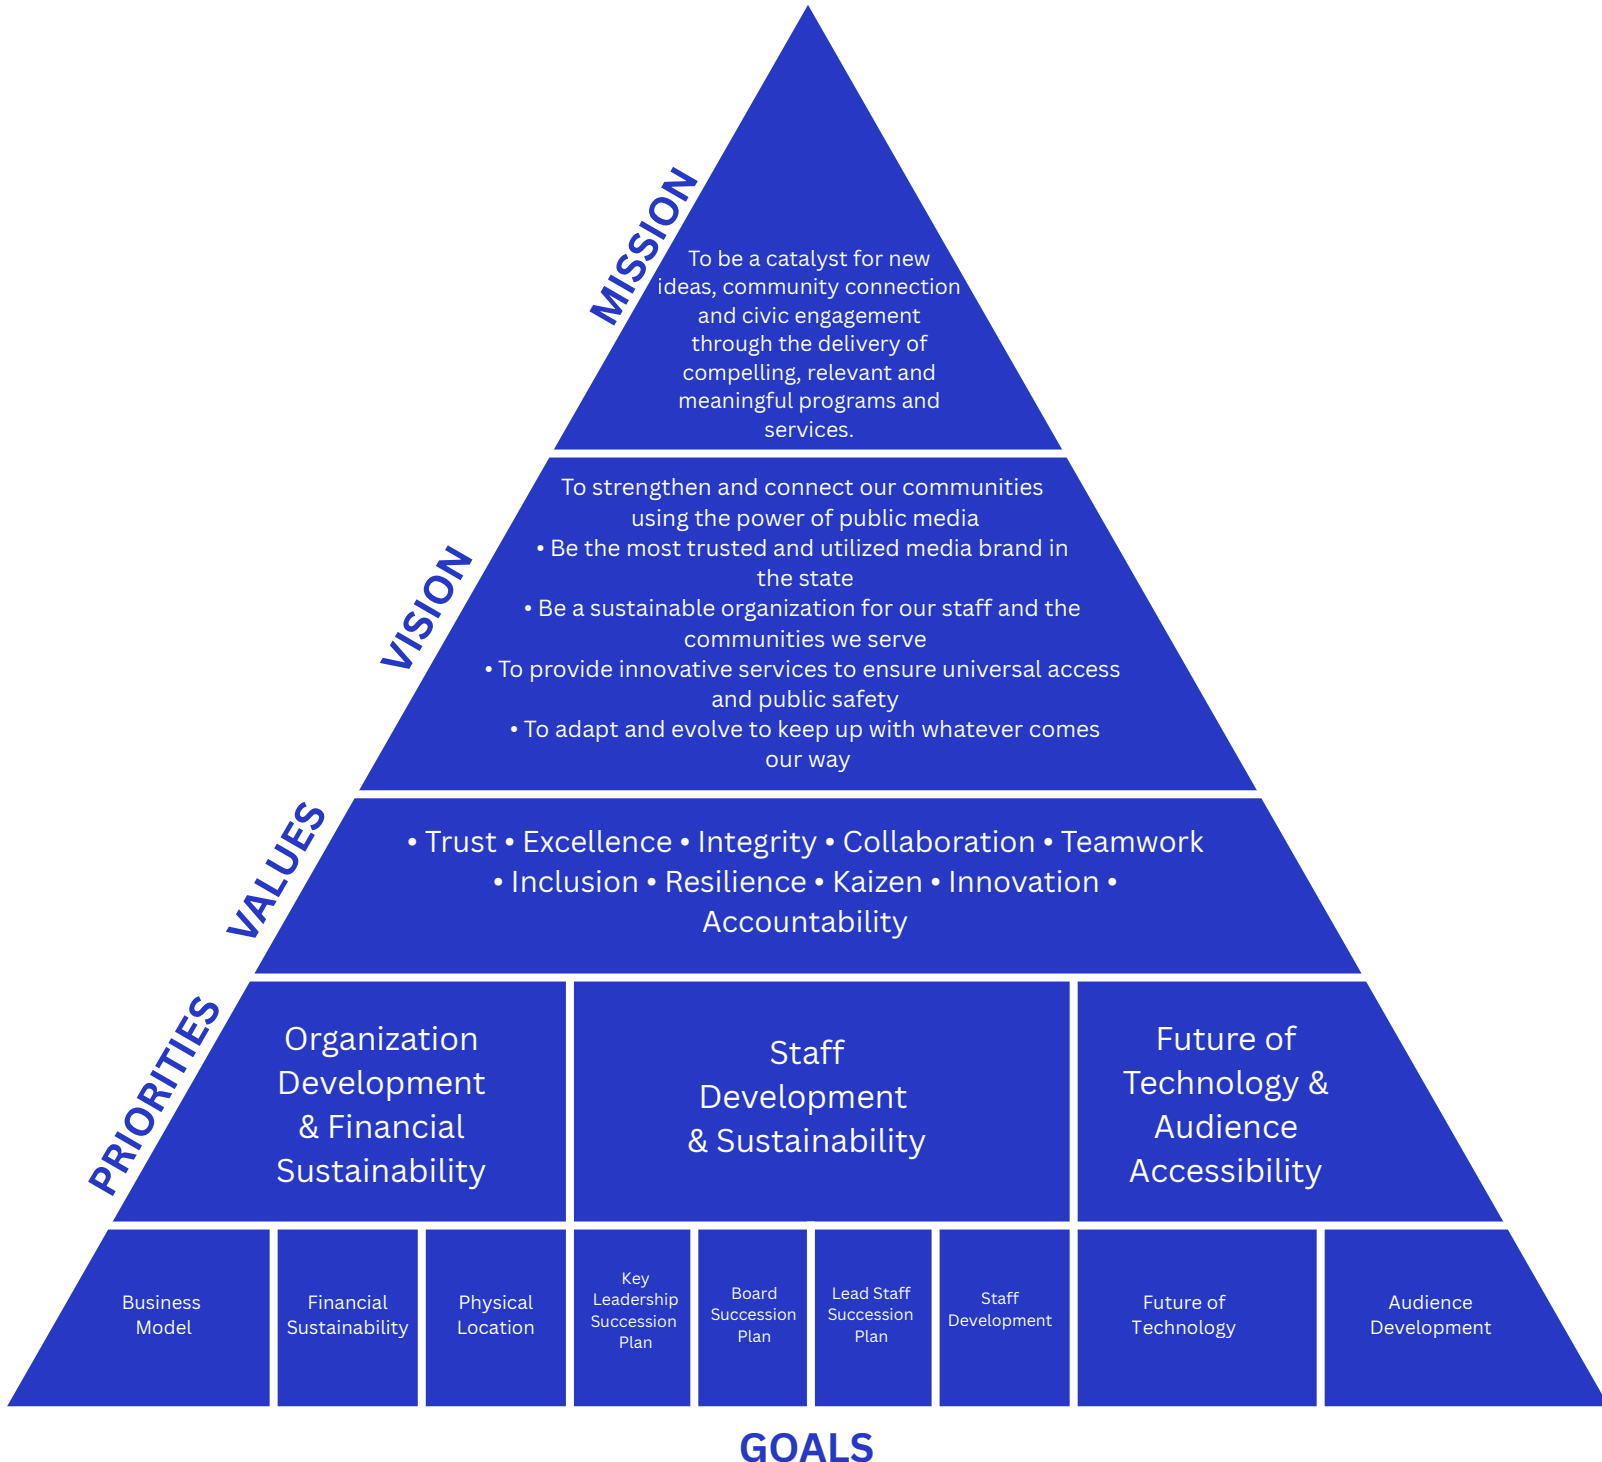 MISSION
To be a catalyst for new
ideas, community connection
and civic engagement
through the delivery of
compelling, relevant and
meaningful programs and
services.
VISION
To strengthen and connect our communities
using the power of public media
• Be the most trusted and utilized media brand in
the state
• Be a sustainable organization for our staff and the
communities we serve
• To provide innovative services to ensure universal access
and public safety
• To adapt and evolve to keep up with whatever comes
our way
VALUES
• Trust • Excellence • Integrity • Collaboration • Teamwork
• Inclusion • Resilience • Kaizen • Innovation •
Accountability
PRIORITIES
Organization
Development
& Financial
Sustainability
Staff
Development
& Sustainability
Future of
Technology &
Audience
Accessibility
Business
Model
Financial
Sustainability
Physical
Location
Key
Leadership
Succession
Plan
Board
Succession
Plan
Lead Staff
Succession
Plan
Staff
Development
Future of
Technology
Audience
Development
GOALS